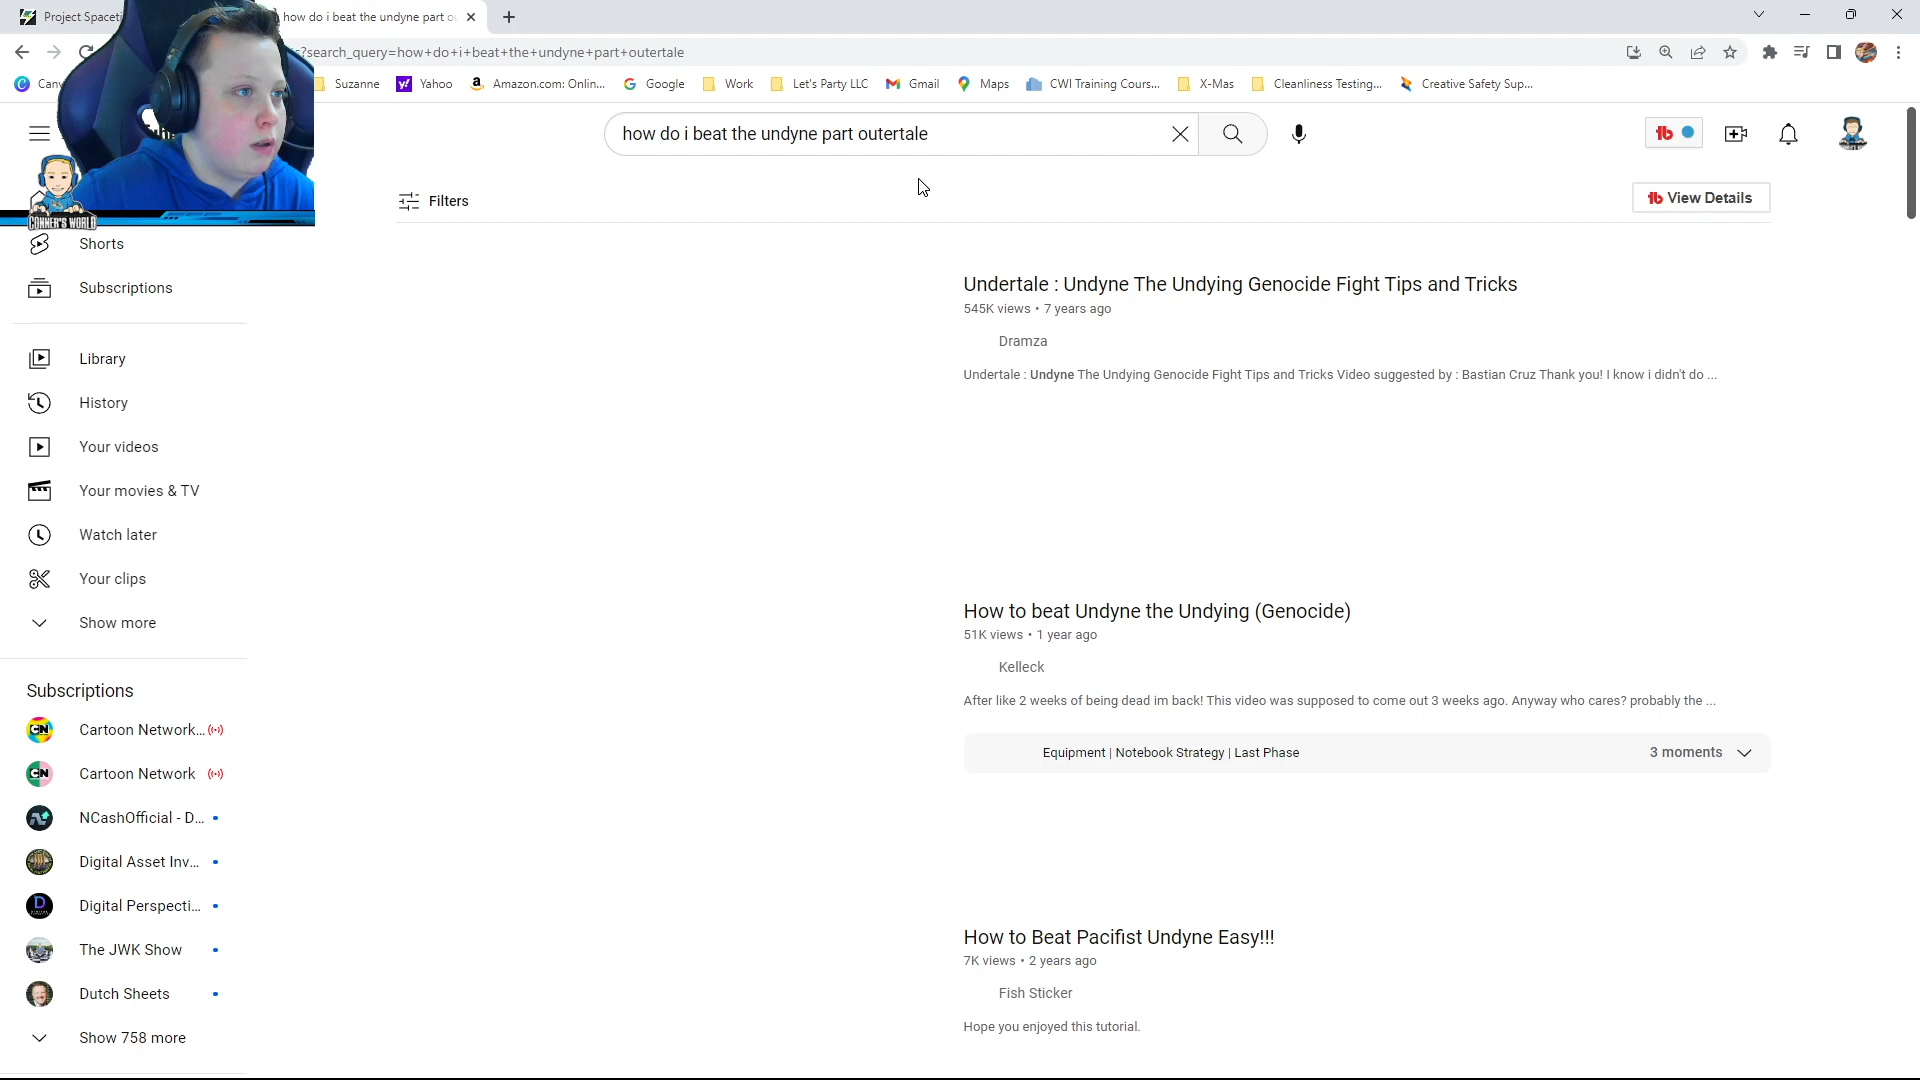 Project Spaceti
how do i beat the undyne part o
s?search_query=how+do+i+beat+the+undyne+part+outertale
Canv
Suzanne
Yahoo
Amazon.com: Onlin...
Google
Work
Let's Party LLC
Gmail
Maps
CWI Training Cours...
X-Mas
Cleanliness Testing...
Creative Safety Sup...
how do i beat the undyne part outertale
CONNER'S WORLD
Filters
View Details
Shorts
Subscriptions
Library
History
Your videos
Your movies & TV
Watch later
Your clips
Show more
Subscriptions
Cartoon Network...
Cartoon Network
NCashOfficial - D...
Digital Asset Inv...
Digital Perspecti...
The JWK Show
Dutch Sheets
Show 758 more
Undertale : Undyne The Undying Genocide Fight Tips and Tricks
545K views • 7 years ago
Dramza
Undertale : Undyne The Undying Genocide Fight Tips and Tricks Video suggested by : Bastian Cruz Thank you! I know i didn't do ...
How to beat Undyne the Undying (Genocide)
51K views • 1 year ago
Kelleck
After like 2 weeks of being dead im back! This video was supposed to come out 3 weeks ago. Anyway who cares? probably the ...
Equipment | Notebook Strategy | Last Phase
3 moments
How to Beat Pacifist Undyne Easy!!!
7K views • 2 years ago
Fish Sticker
Hope you enjoyed this tutorial.